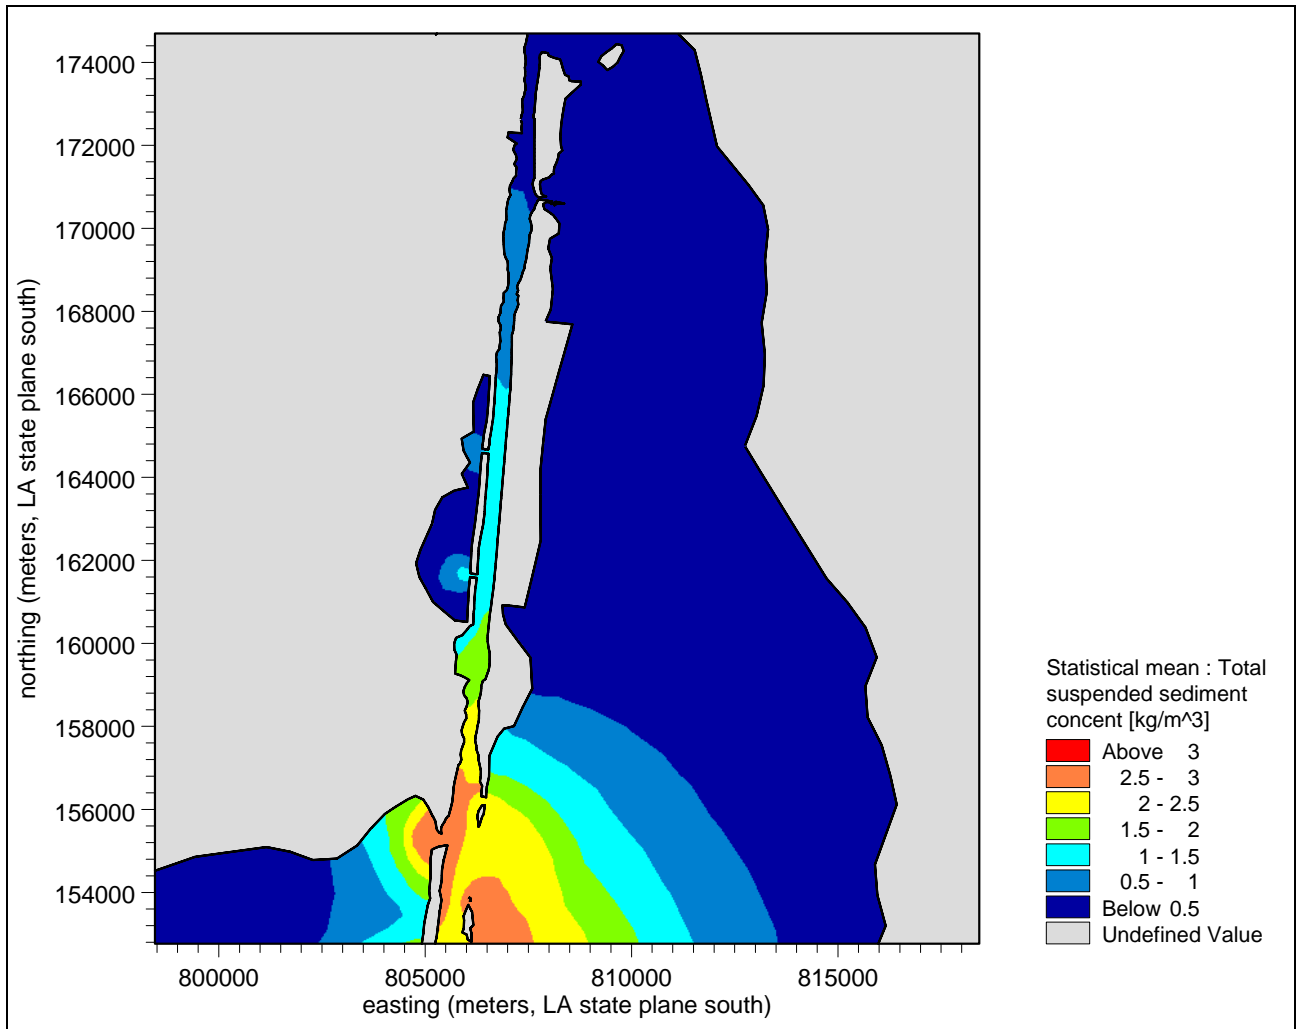 174000
172000
170000
168000
166000
164000
162000
160000
158000
156000
154000
northing (meters, LA state plane south)
800000 805000 810000 815000
easting (meters, LA state plane south)
Statistical mean : Total
suspended sediment
concent [kg/m^3]
Above 3
2.5 - 3
2 - 2.5
1.5 - 2
1 - 1.5
0.5 - 1
Below 0.5
Undefined Value